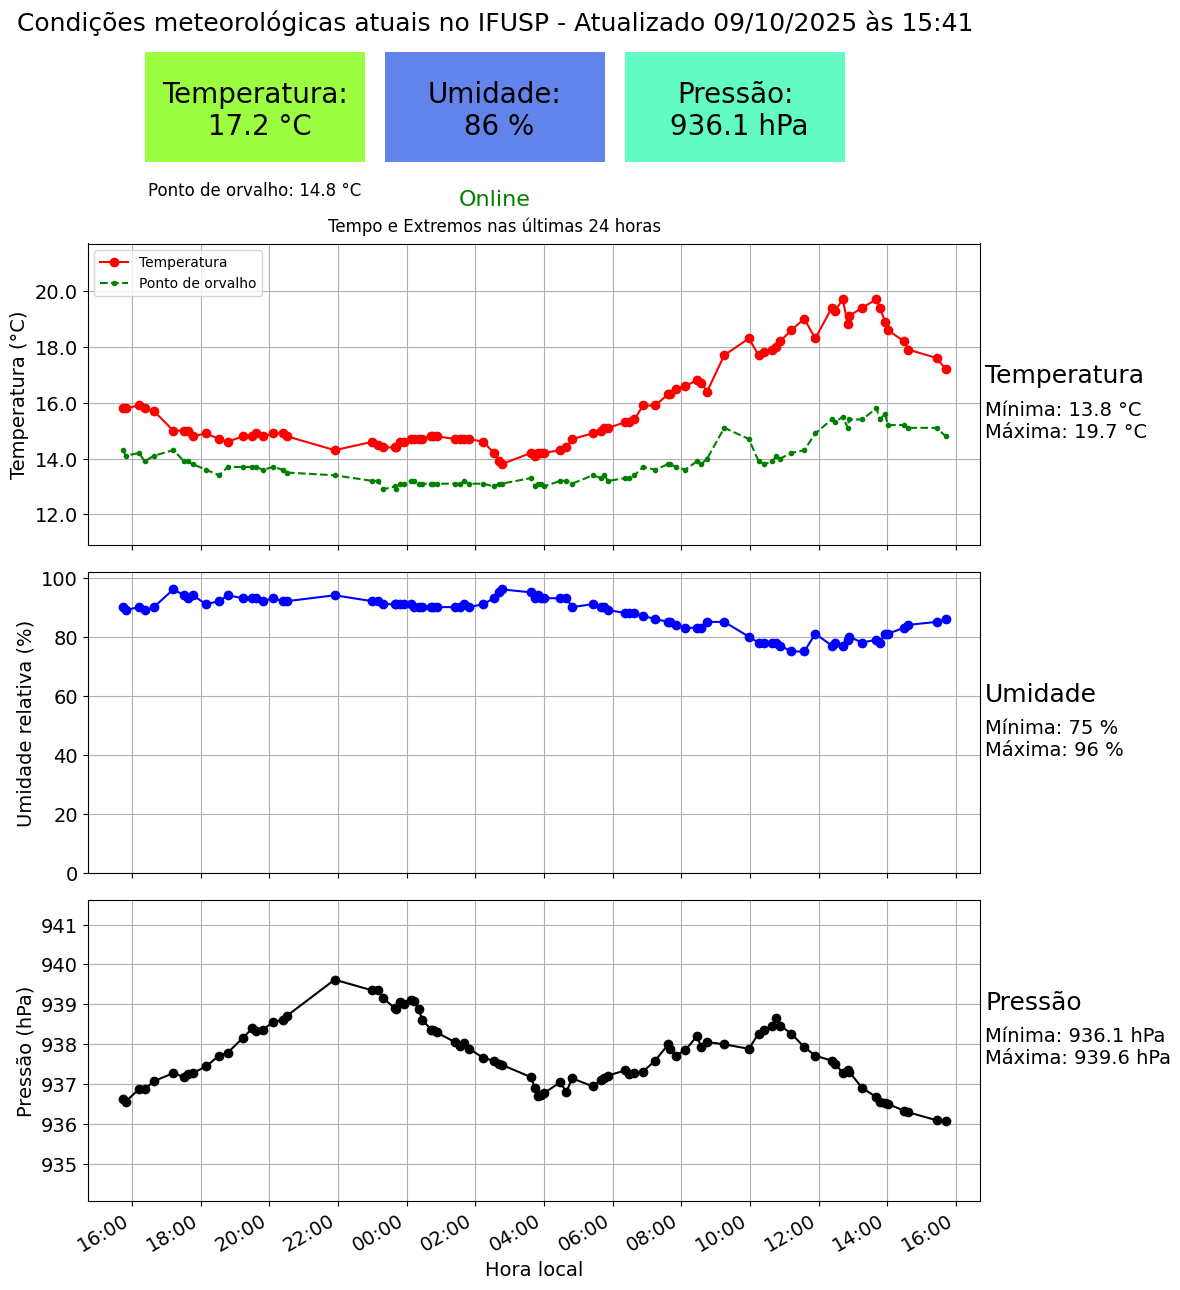 Condições meteorológicas atuais no IFUSP - Atualizado 09/10/2025 às 15:41
Temperatura:
17.2 °C
Umidade:
86 %
Pressão:
936.1 hPa
Ponto de orvalho: 14.8 °C
Online
Tempo e Extremos nas últimas 24 horas
Temperatura
Ponto de orvalho
Temperatura (°C)
20.0
18.0
16.0
14.0
12.0
Temperatura
Mínima: 13.8 °C
Máxima: 19.7 °C
Umidade relativa (%)
100
80
60
40
20
0
Umidade
Mínima: 75 %
Máxima: 96 %
Pressão (hPa)
941
940
939
938
937
936
935
Pressão
Mínima: 936.1 hPa
Máxima: 939.6 hPa
16:00
18:00
20:00
22:00
00:00
02:00
04:00
06:00
08:00
10:00
12:00
14:00
16:00
Hora local